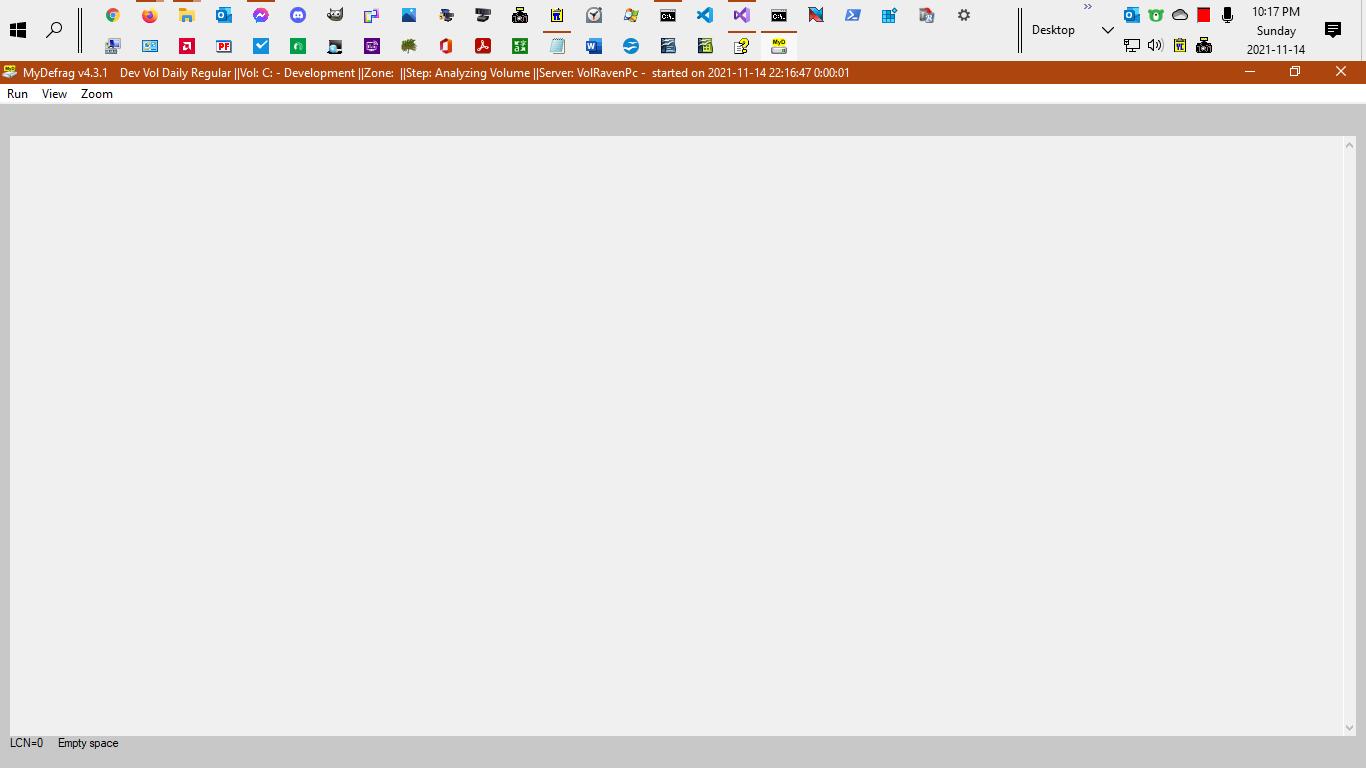 10:17 PM
Desktop
Sunday
2021-11-14
C:\
C:\
PF
MyD
MyDefrag v4.3.1    Dev Vol Daily Regular ||Vol: C: - Development ||Zone:  ||Step: Analyzing Volume ||Server: VolRavenPc -  started on 2021-11-14 22:16:47 0:00:01
Run View Zoom
LCN=0 Empty space